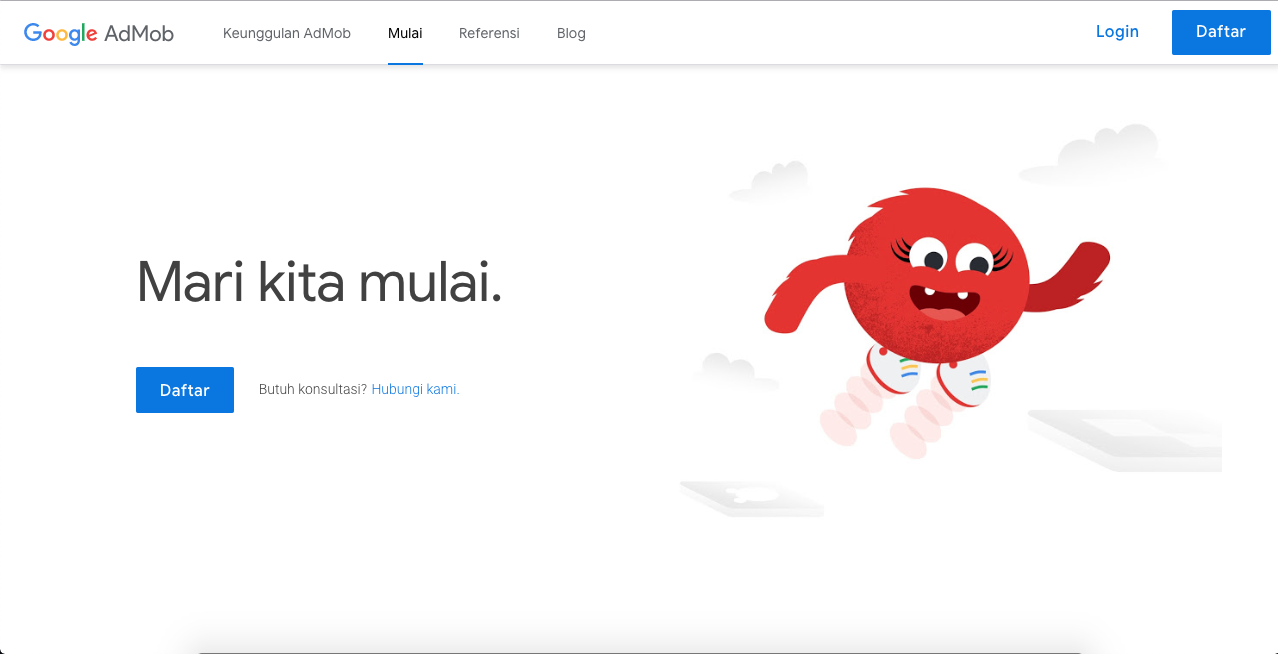 Google AdMob
Keunggulan AdMob
Mulai
Referensi
Blog
Login
Daftar
Mari kita mulai.
Daftar
Butuh konsultasi? Hubungi kami.